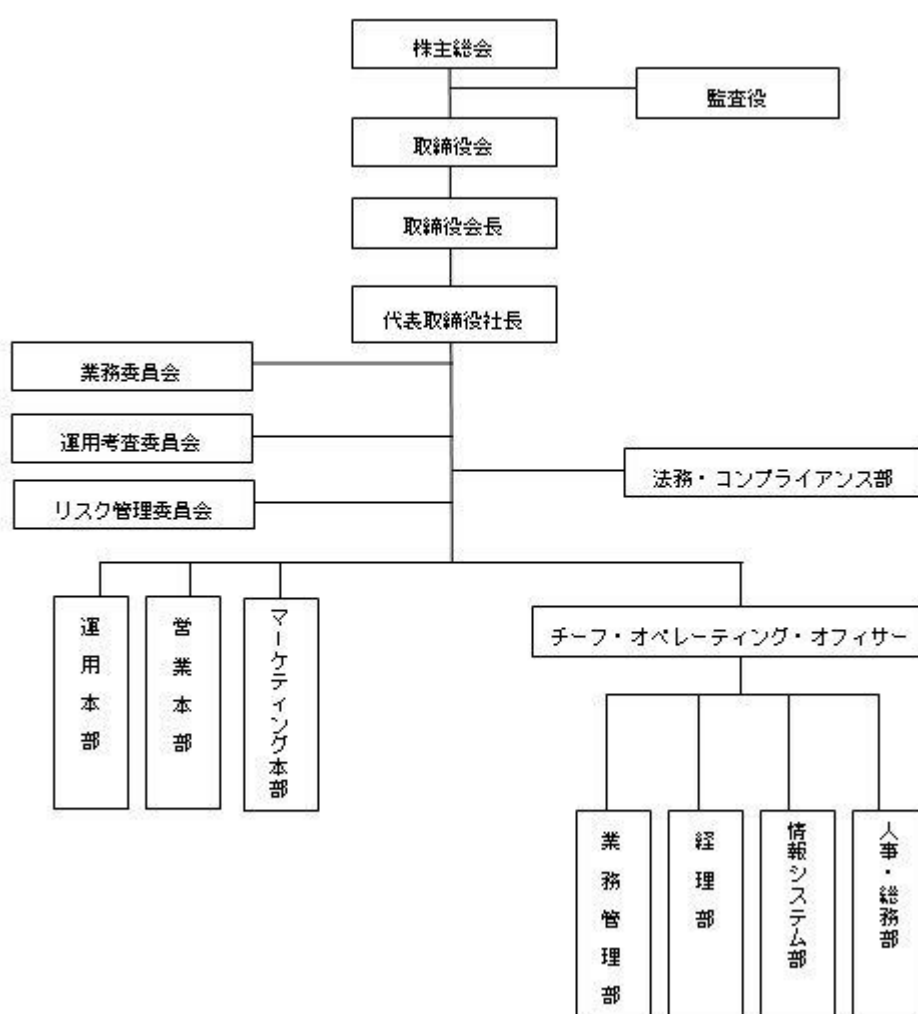 株主総会
監査役
取締役会
取締役会長
代表取締役社長
業務委員会
運用考査委員会
法務・コンプライアンス部
リスク管理委員会
運用本部
営業本部
マーケティング本部
チーフ・オペレーティング・オフィサー
業務管理部
経理部
情報システム部
人事・総務部